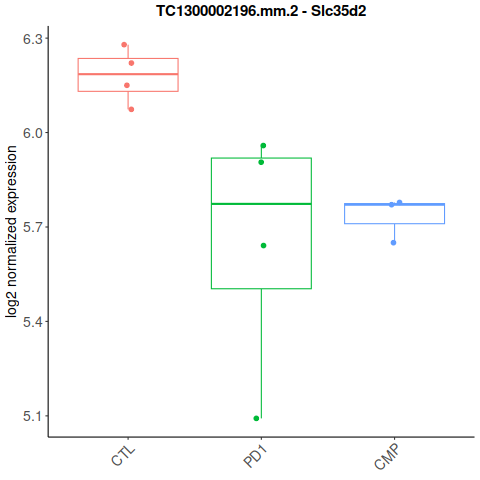 TC1300002196.mm.2 - Slc35d2
log2 normalized expression
6.3
6.0
5.7
5.4
5.1
CTL
PD1
CMP